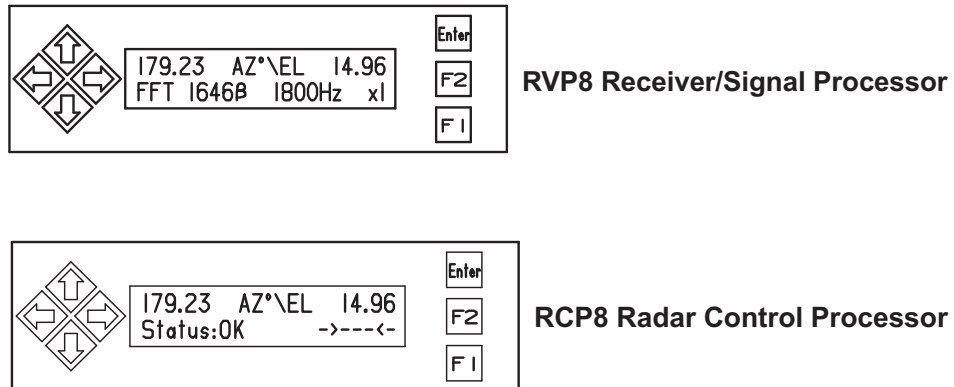 179.23 AZ°\EL 14.96
FFT 1646β 1800Hz x1
Enter
F2
F1
RVP8 Receiver/Signal Processor
179.23 AZ°\EL 14.96
Status:OK ->---<-
Enter
F2
F1
RCP8 Radar Control Processor